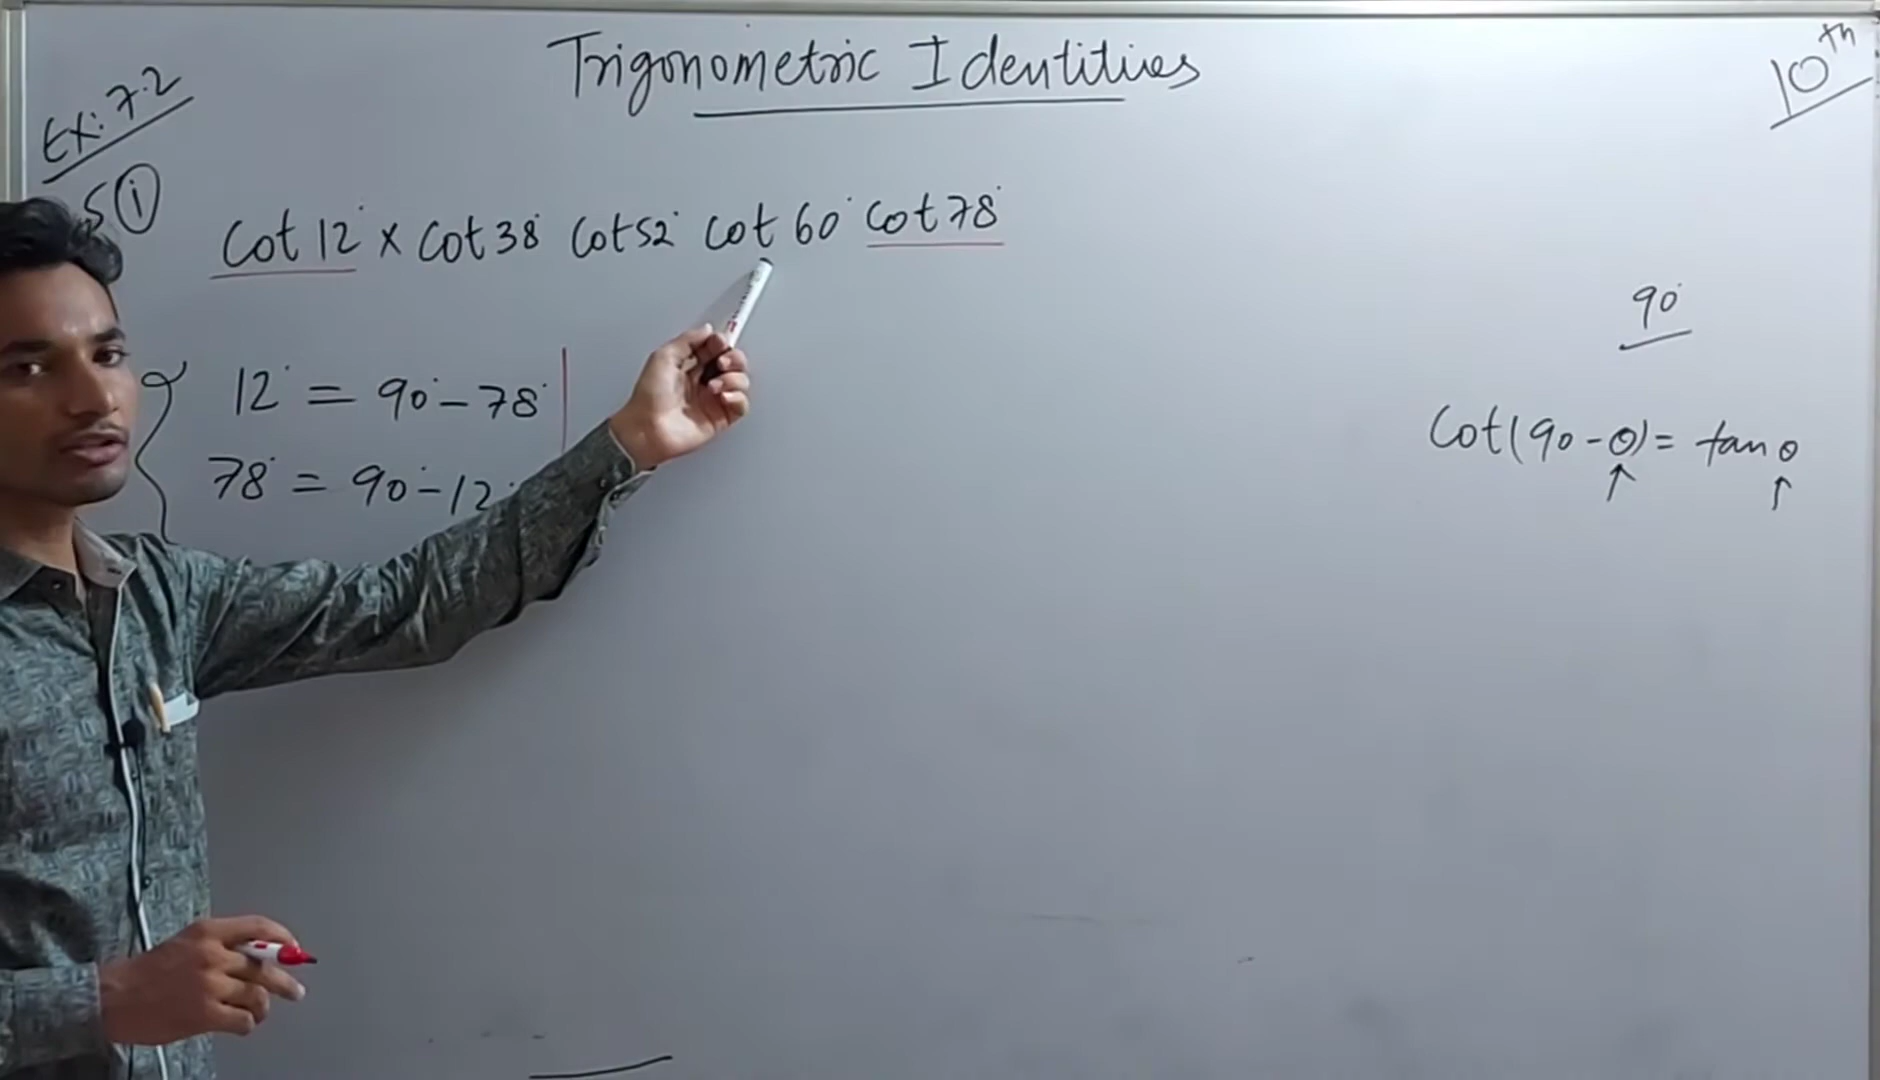 Trigonometric Identities
10th
Ex: 7.2
5 (i)
cot 12° × cot 38° cot 52° cot 60° cot 78°
12° = 90° - 78°
78° = 90° - 12°
90°
cot(90 - θ) = tan θ